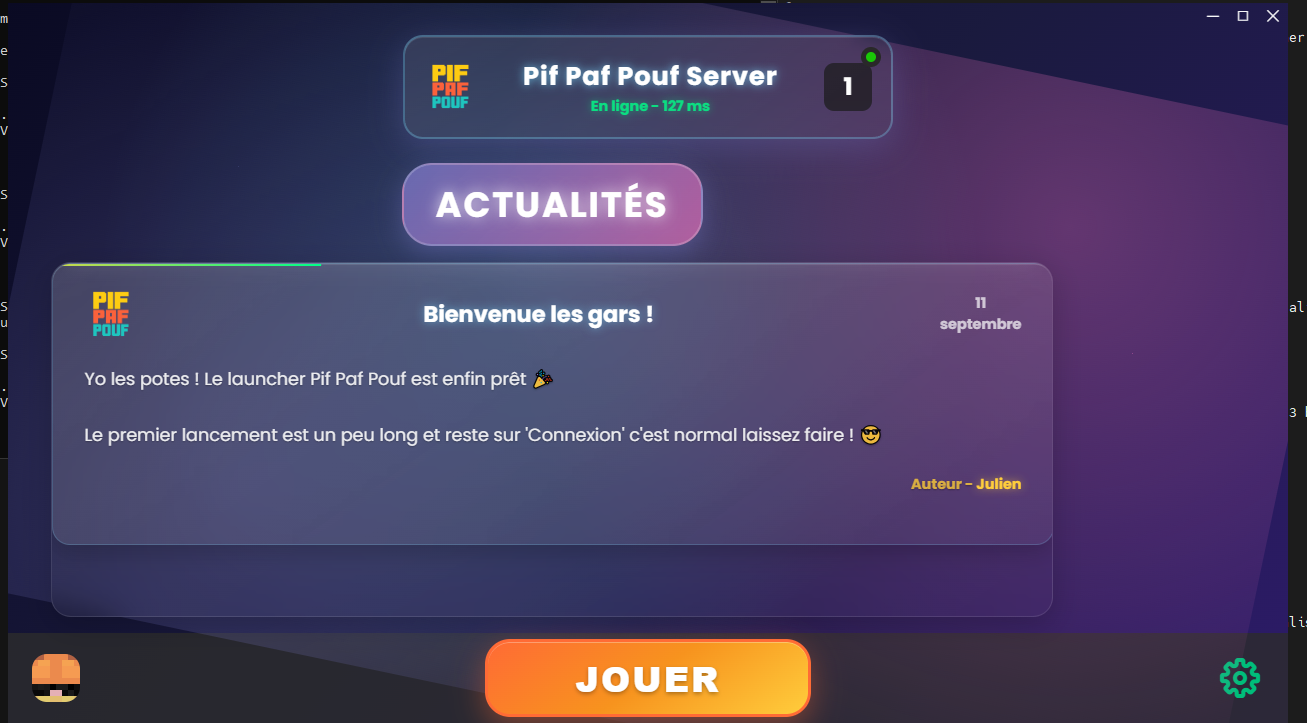 PIF
PAF
POUF
Pif Paf Pouf Server
En ligne - 127 ms
1
ACTUALITÉS
PIF
PAF
POUF
Bienvenue les gars !
11
septembre
Yo les potes ! Le launcher Pif Paf Pouf est enfin prêt 🎉
Le premier lancement est un peu long et reste sur 'Connexion' c'est normal laissez faire ! 😎
Auteur - Julien
JOUER